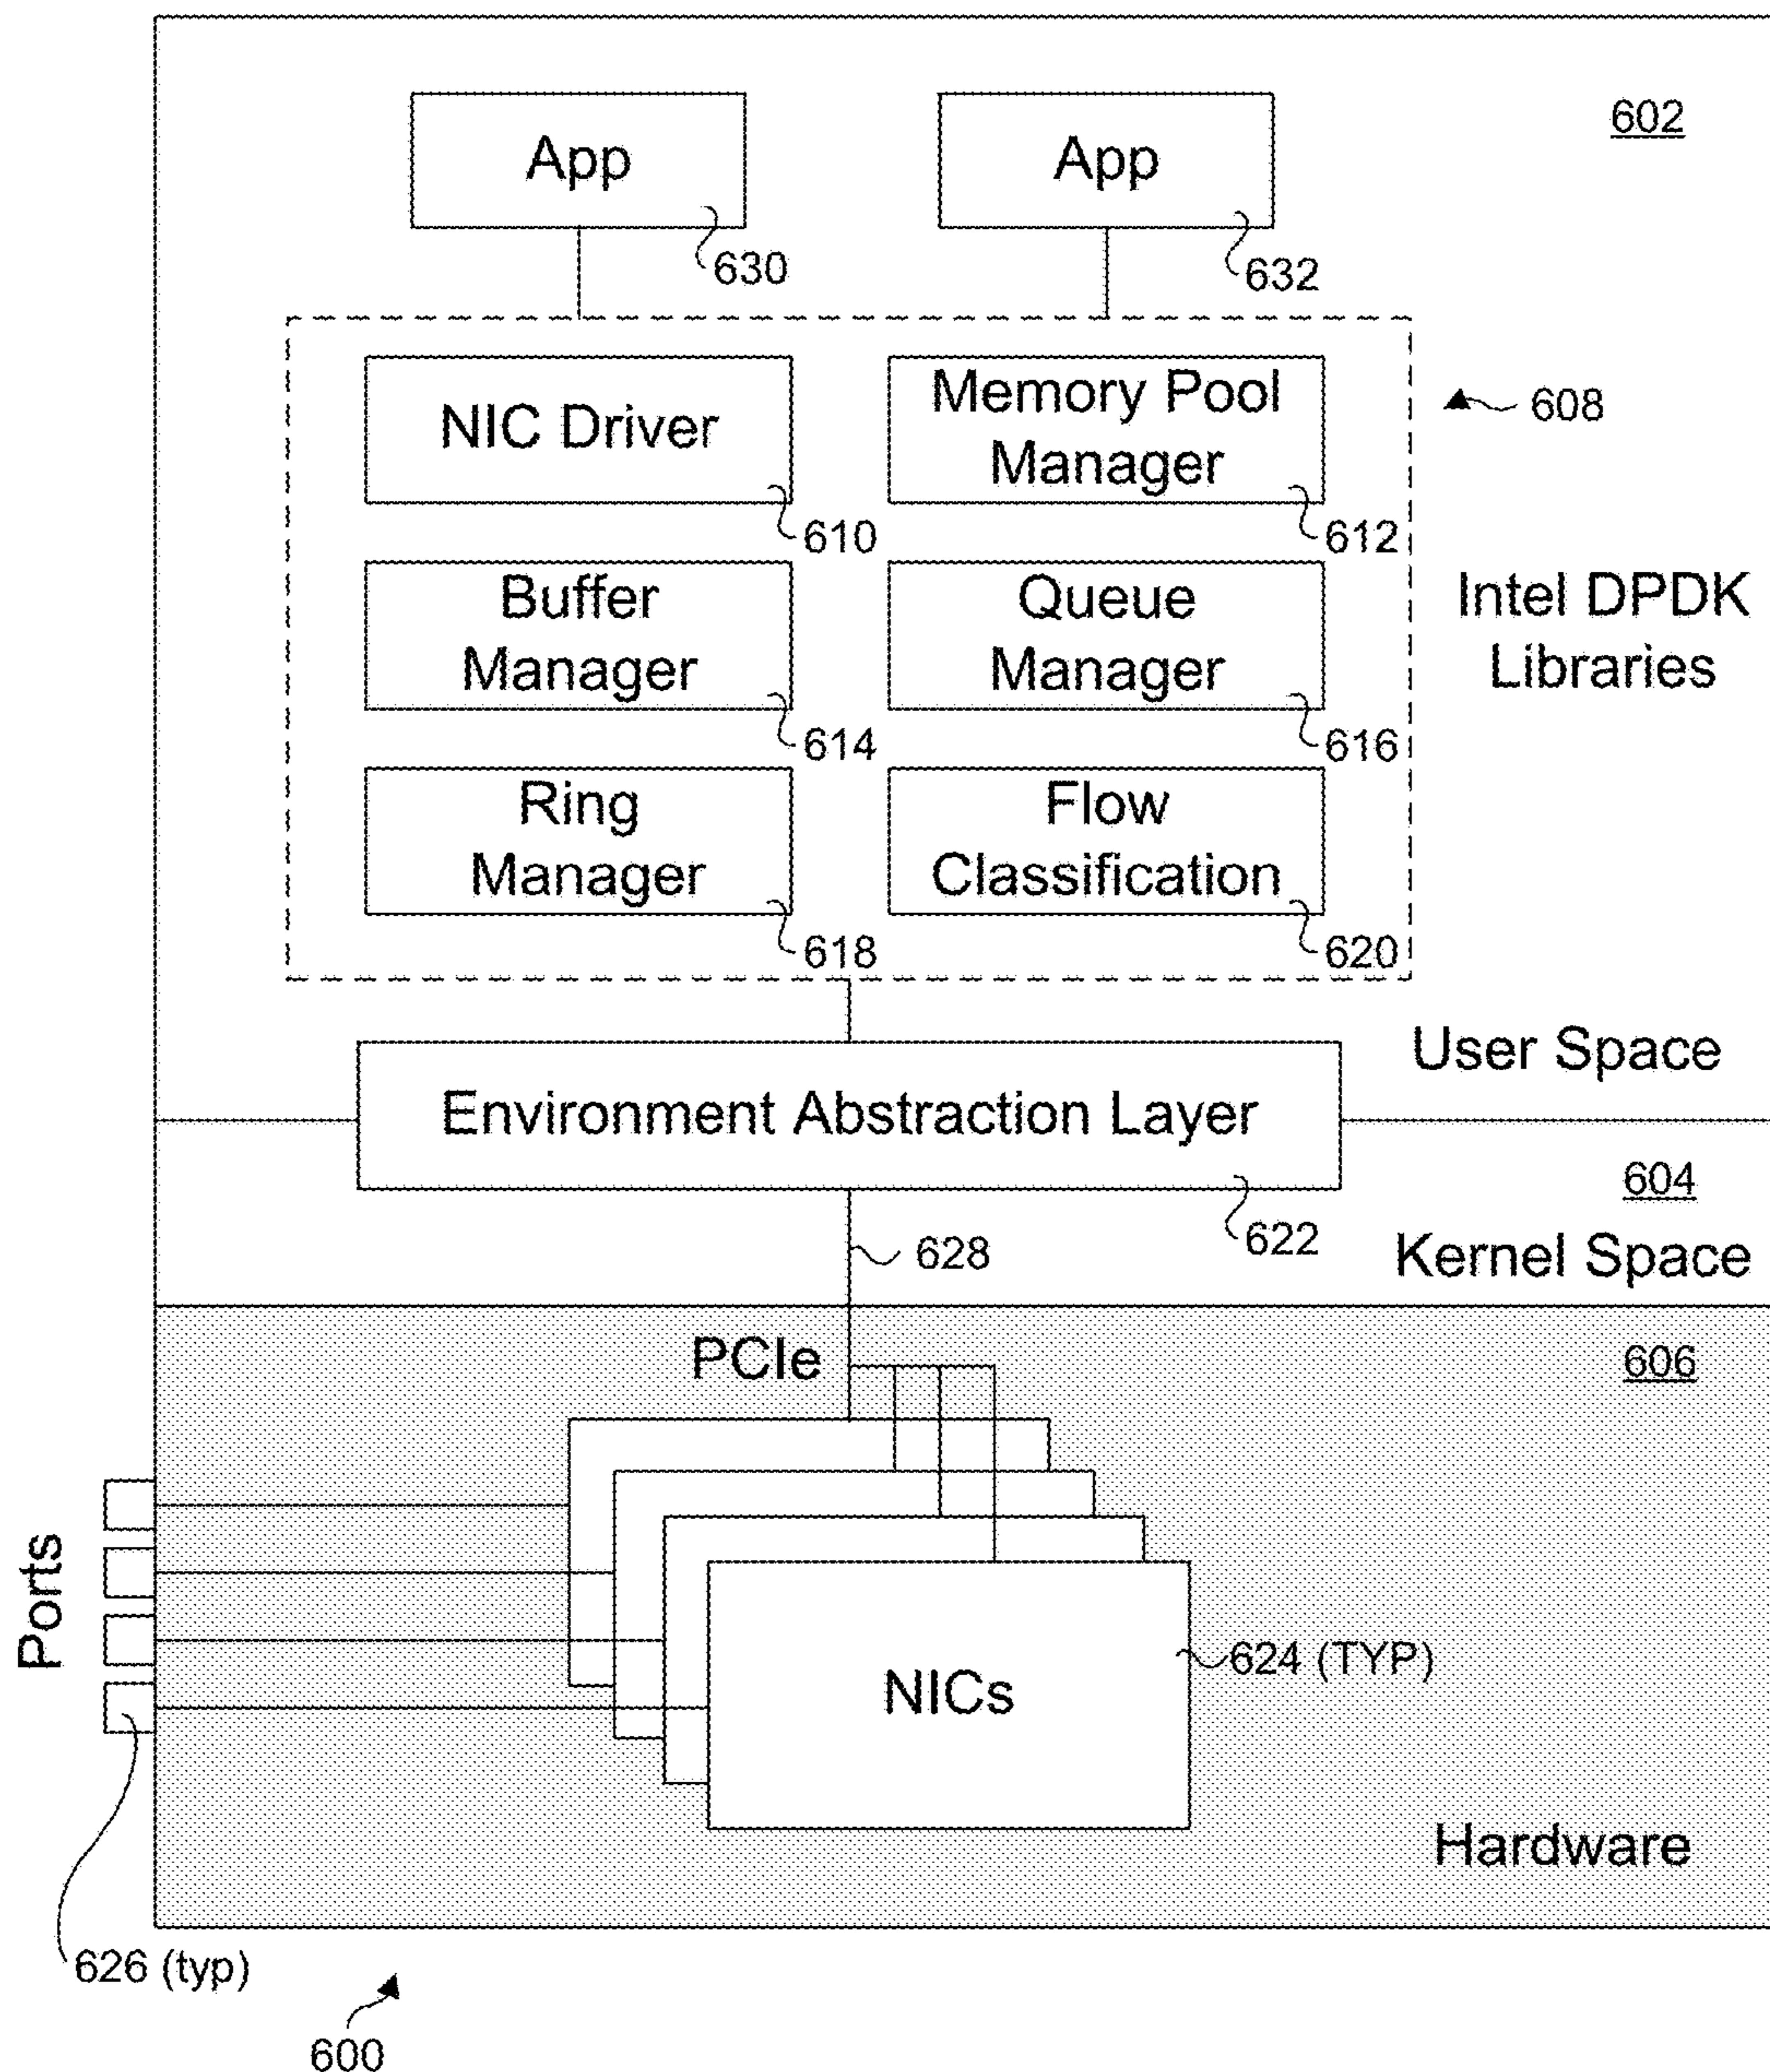 602
App
630
App
632
NIC Driver
610
Memory Pool
Manager
612
608
Buffer
Manager
614
Queue
Manager
616
Intel DPDK
Libraries
Ring
Manager
618
Flow
Classification
620
User Space
Environment Abstraction Layer
622
604
Kernel Space
628
PCIe
606
Ports
NICs
624 (TYP)
Hardware
626 (typ)
600